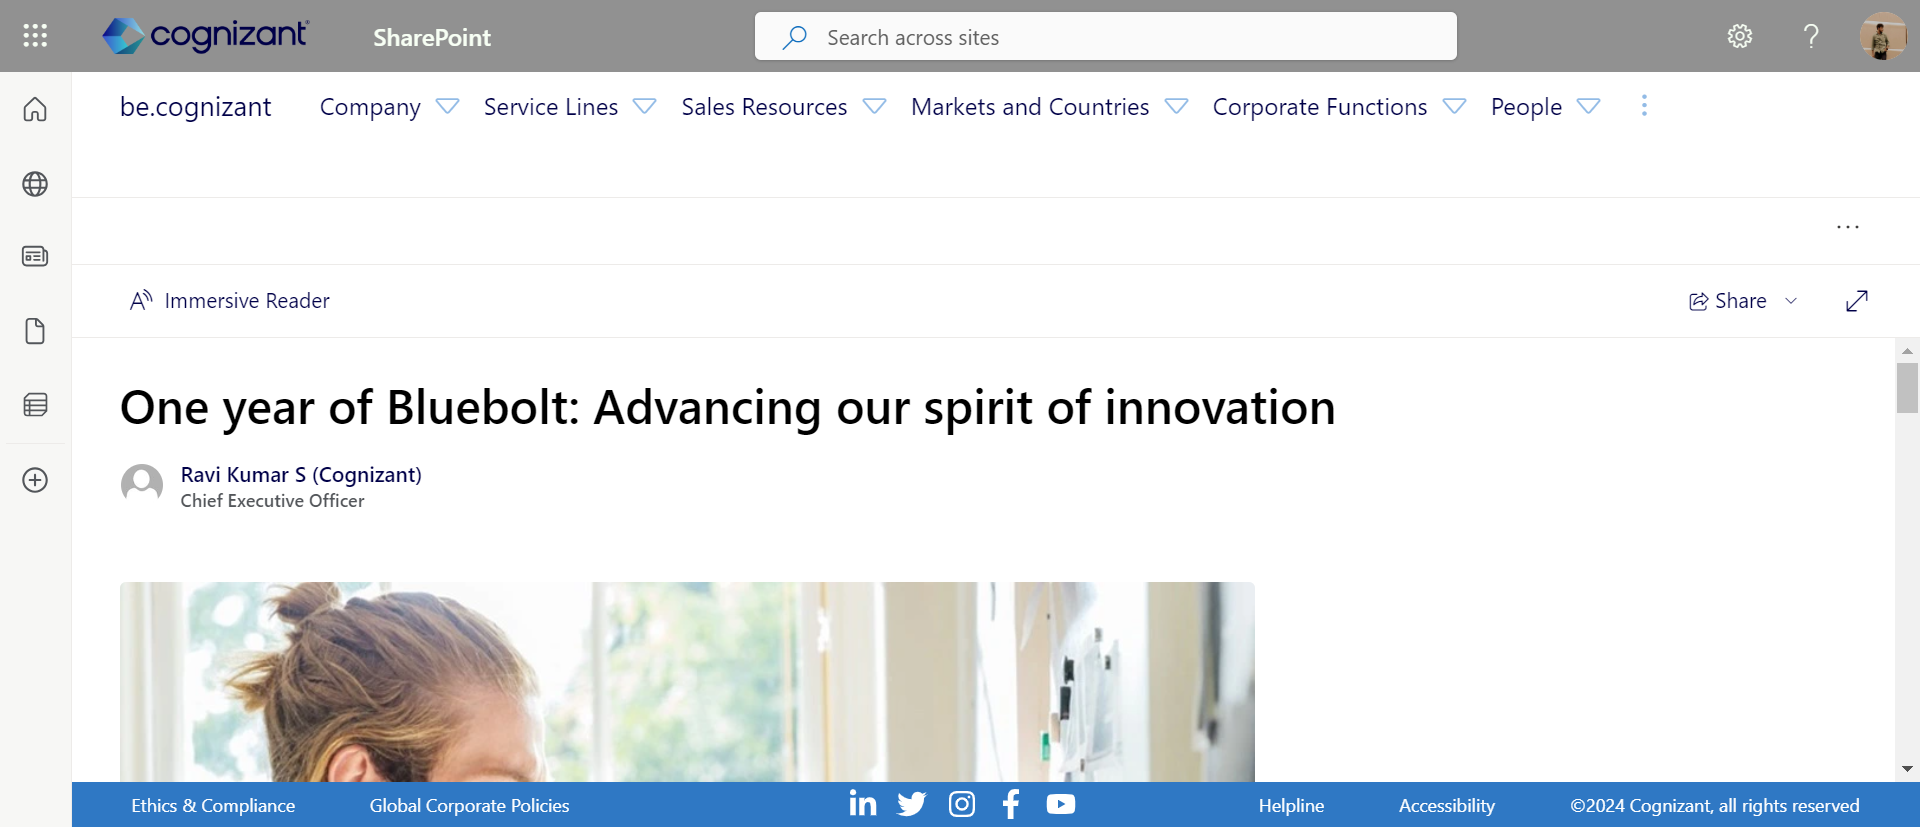 cognizant
SharePoint
Search across sites
be.cognizant
Company
Service Lines
Sales Resources
Markets and Countries
Corporate Functions
People
Immersive Reader
Share
One year of Bluebolt: Advancing our spirit of innovation
Ravi Kumar S (Cognizant)
Chief Executive Officer
Ethics & Compliance
Global Corporate Policies
Helpline
Accessibility
©2024 Cognizant, all rights reserved